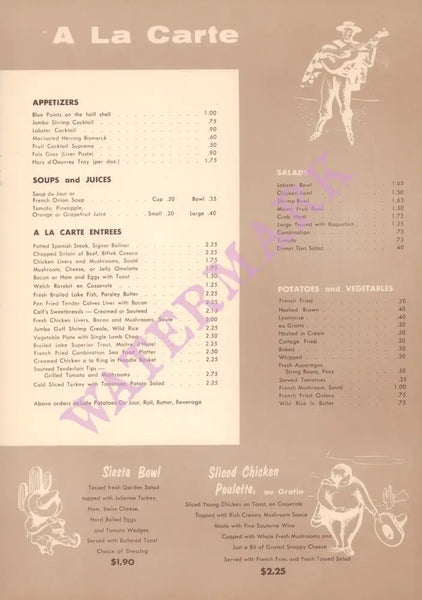 A La Carte
APPETIZERS
Blue Points on the half shell 1.00
Jumbo Shrimp Cocktail .75
Lobster Cocktail .90
Marinated Herring Bismarck .60
Fruit Cocktail Supreme .50
Fois Gras (Liver Paste) .90
Hors d'Oeuvres Tray (per doz.) 1.75
SOUPS and JUICES
Soup du Jour or
French Onion Soup Cup .20 Bowl .35
Tomato, Pineapple,
Orange or Grapefruit Juice Small .20 Large .40
A LA CARTE ENTREES
Potted Spanish Steak, Signor Bolivar 2.25
Chopped Sirloin of Beef, Biftek Casaca 2.25
Chicken Livers and Mushrooms, Sauté 1.75
Mushroom, Cheese, or Jelly Omelette 1.75
Bacon or Ham and Eggs 1.50
Welch Rarebit en Casserole 1.25
Fresh Broiled Lake Fish, Parsley Butter 2.25
Pan Fried Tender Calves Liver with Bacon 2.25
Calf's Sweetbreads — Creamed or Sauteed 2.25
Fresh Chicken Livers, Bacon and Mushrooms, Sauté 2.00
Jumbo Gulf Shrimp Creole, Wild Rice 2.25
Vegetable Plate with Single Lamb Chop 2.50
Broiled Lake Superior Trout, Maitre d'Hotel 2.25
French Fried Combination Sea Food Platter 2.50
Creamed Chicken a la King in Noodle Basket 2.25
Sauteed Tenderloin Tips —
Grilled Tomato and Mushrooms 2.75
Cold Sliced Turkey with Tomatoes, Potato Salad 2.25
Above orders include Potatoes Du Jour, Roll, Butter, Beverage
SALADS
Lobster Bowl 1.65
Chicken Bowl 1.50
Shrimp Bowl 1.65
Mixed Fruit Bowl 1.50
Crab Meat 1.75
Large Tossed with Roquefort 1.25
Combination .75
Tomato .75
Dinner Toss Salad .40
POTATOES and VEGETABLES
French Fried .30
Hashed Brown .40
Lyonnaise .40
au Gratin .50
Hashed in Cream .50
Cottage Fried .50
Baked .30
Whipped .30
Fresh Asparagus,
String Beans, Peas .50
Stewed Tomatoes .35
French Mushroom, Sauté 1.00
French Fried Onions .75
Wild Rice in Butter .75
Siesta Bowl
Tossed Fresh Garden Salad
topped with Julienne Turkey,
Ham, Swiss Cheese,
Hard Boiled Eggs
and Tomato Wedges.
Served with Buttered Toast
Choice of Dressing.
$1.90
Sliced Chicken
Poulette, au Gratin
Sliced Young Chicken on Toast, en Casserole
Topped with Rich Creamy Mushroom Sauce
Made with Fine Sauterne Wine
Capped with Whole Fresh Mushrooms and
Just a Bit of Grated Snappy Cheese
Served with French Fries and Fresh Tossed Salad
$2.25
WATERMARK